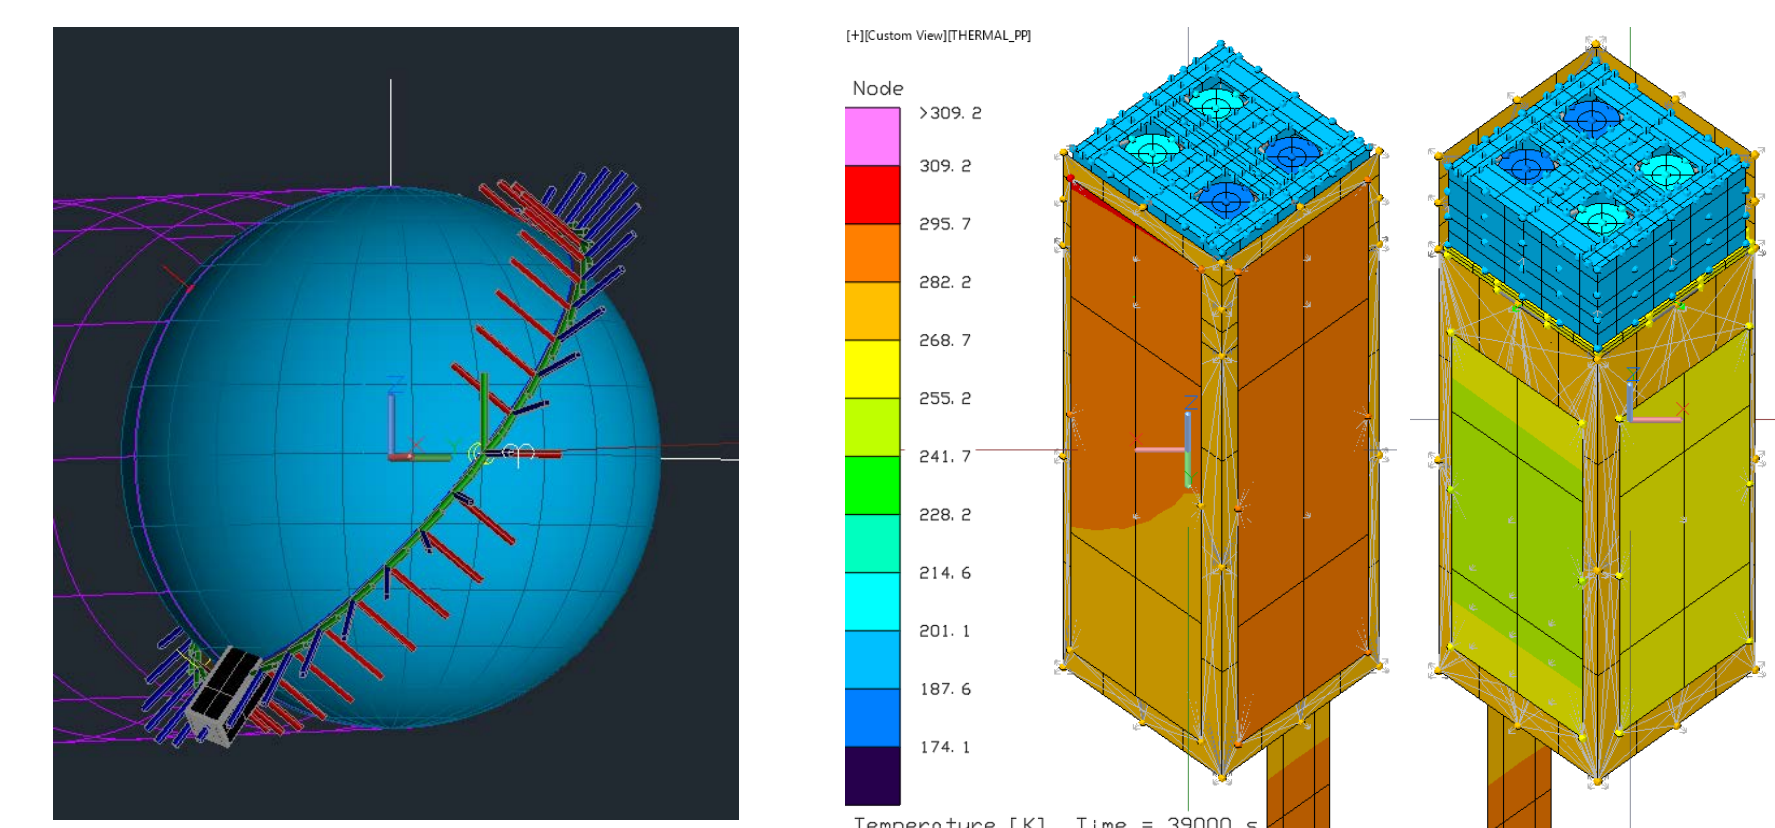 [+][Custom View][THERMAL_PP]
Node
>309. 2
309. 2
295. 7
282. 2
268. 7
255. 2
241. 7
228. 2
214. 6
201. 1
187. 6
174. 1
Temperature [K], Time = 39000 s
Z
X
Y
Z
X
Y
Z
X